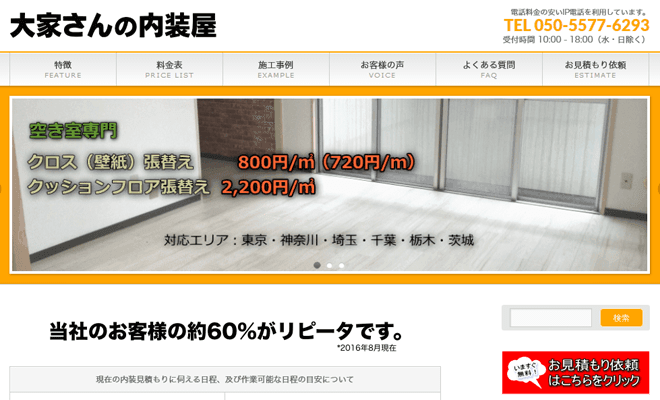 大家さんの内装屋
電話料金の安いIP電話を利用しています。
TEL 050-5577-6293
受付時間 10:00 - 18:00（水・日除く）
特徴
FEATURE
料金表
PRICE LIST
施工事例
EXAMPLE
お客様の声
VOICE
よくある質問
FAQ
お見積もり依頼
ESTIMATE
空き室専門
クロス（壁紙）張替え 800円/㎡（720円/m）
クッションフロア張替え 2,200円/㎡
対応エリア：東京・神奈川・埼玉・千葉・栃木・茨城
検索
当社のお客様の約60%がリピータです。
*2016年8月現在
いますぐ無料！
お見積もり依頼
はこちらをクリック
現在の内装見積もりに伺える日程、及び作業可能な日程の目安について